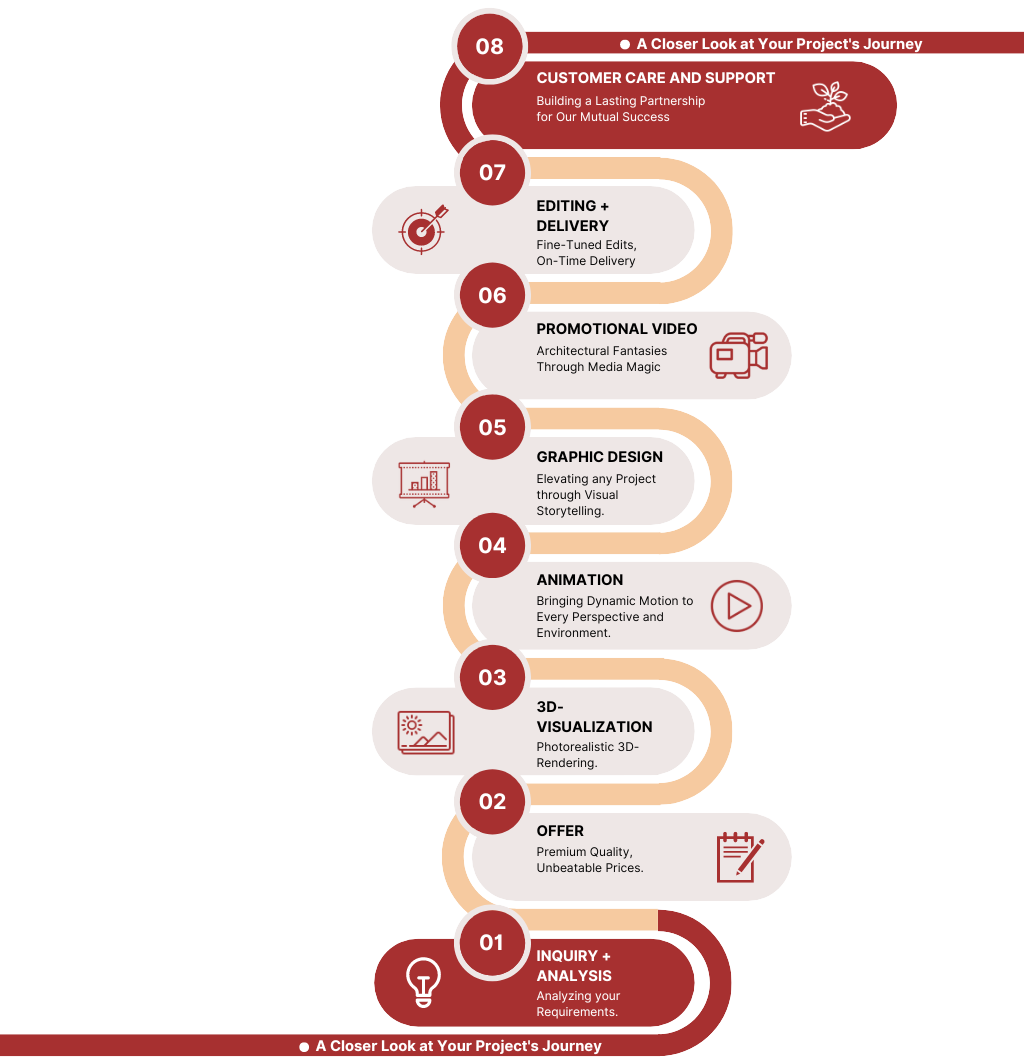 08
A Closer Look at Your Project's Journey
CUSTOMER CARE AND SUPPORT
Building a Lasting Partnership
for Our Mutual Success
07
EDITING +
DELIVERY
Fine-Tuned Edits,
On-Time Delivery
06
PROMOTIONAL VIDEO
Architectural Fantasies
Through Media Magic
05
GRAPHIC DESIGN
Elevating any Project
through Visual
Storytelling.
04
ANIMATION
Bringing Dynamic Motion to
Every Perspective and
Environment.
03
3D-
VISUALIZATION
Photorealistic 3D-
Rendering.
02
OFFER
Premium Quality,
Unbeatable Prices.
01
INQUIRY +
ANALYSIS
Analyzing your
Requirements.
A Closer Look at Your Project's Journey